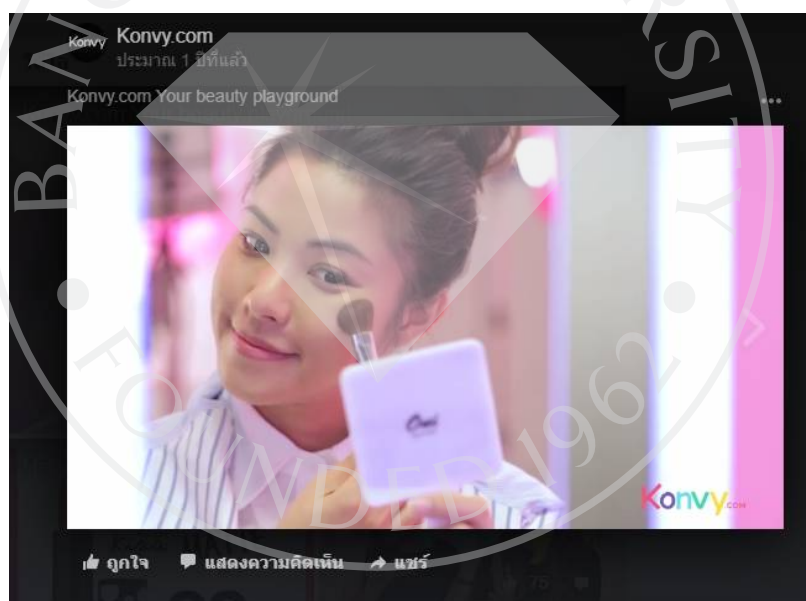 Konvy
Konvy.com
ประมาณ 1 ปีที่แล้ว
Konvy.com Your beauty playground
Konvy.COM
ถูกใจ
แสดงความคิดเห็น
แชร์
FOUNDED 1962